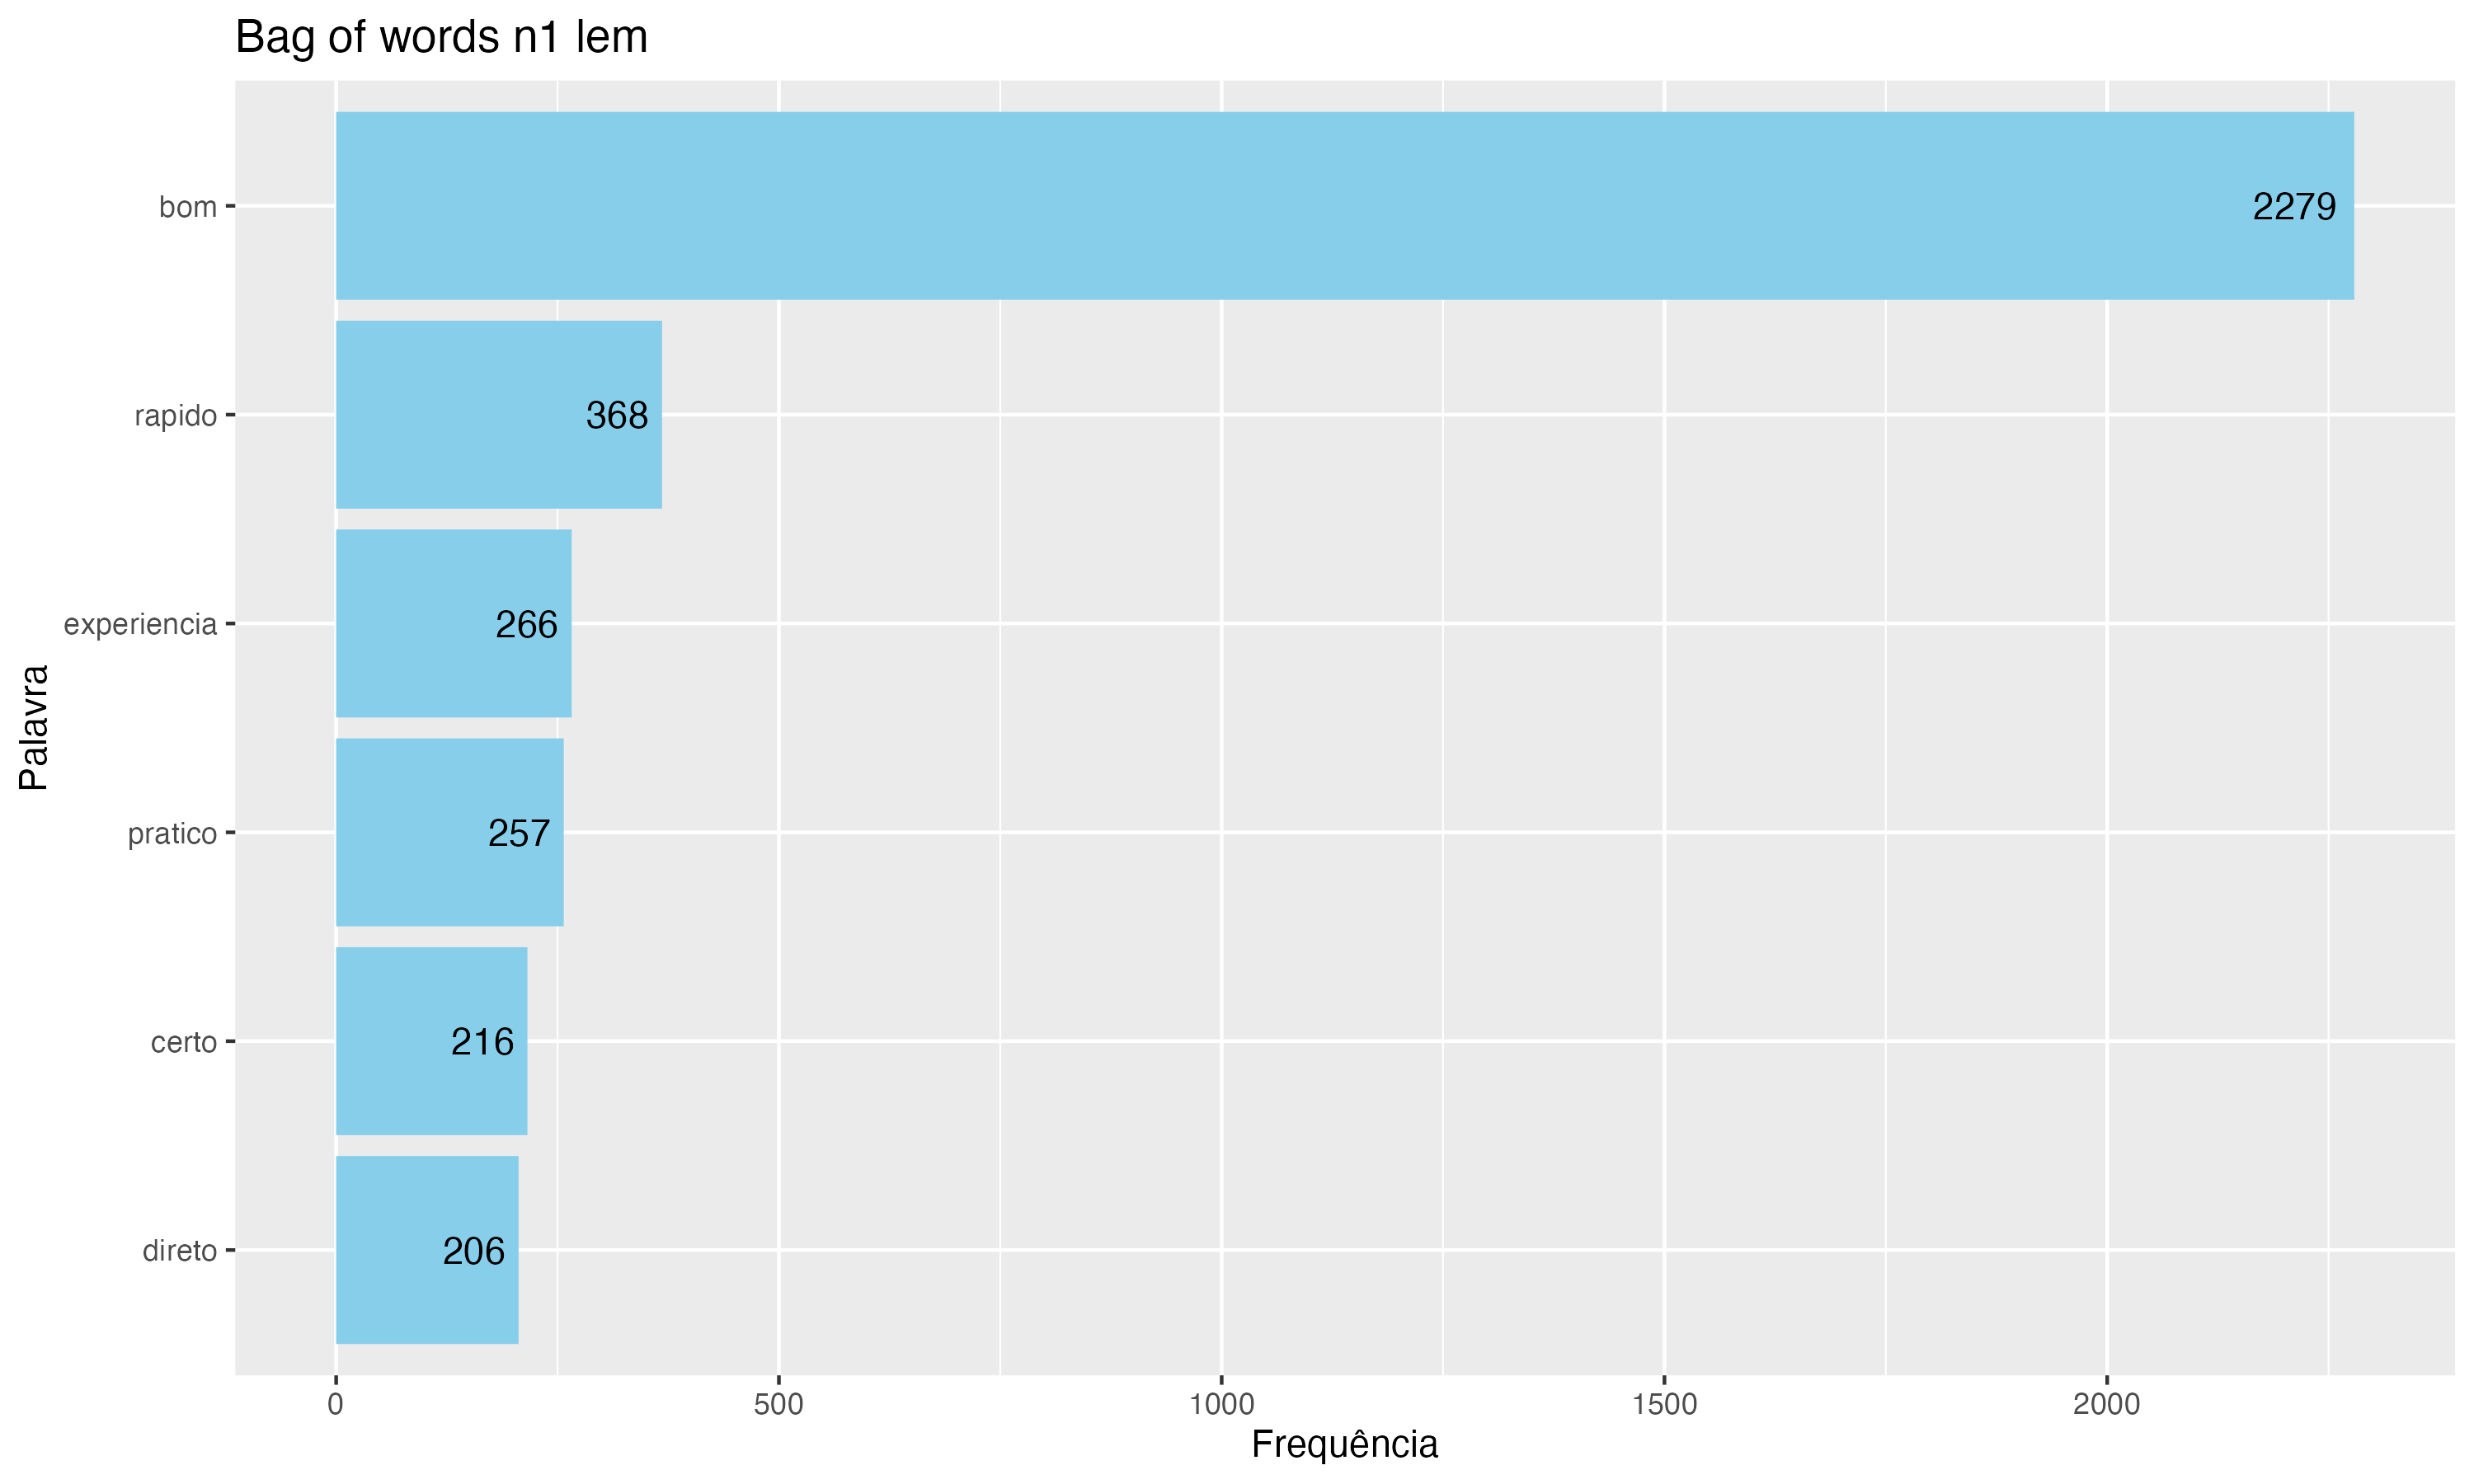 Bag of words n1 lem
Palavra
bom
2279
rapido
368
experiencia
266
pratico
257
certo
216
direto
206
0 500 1000 1500 2000
Frequência